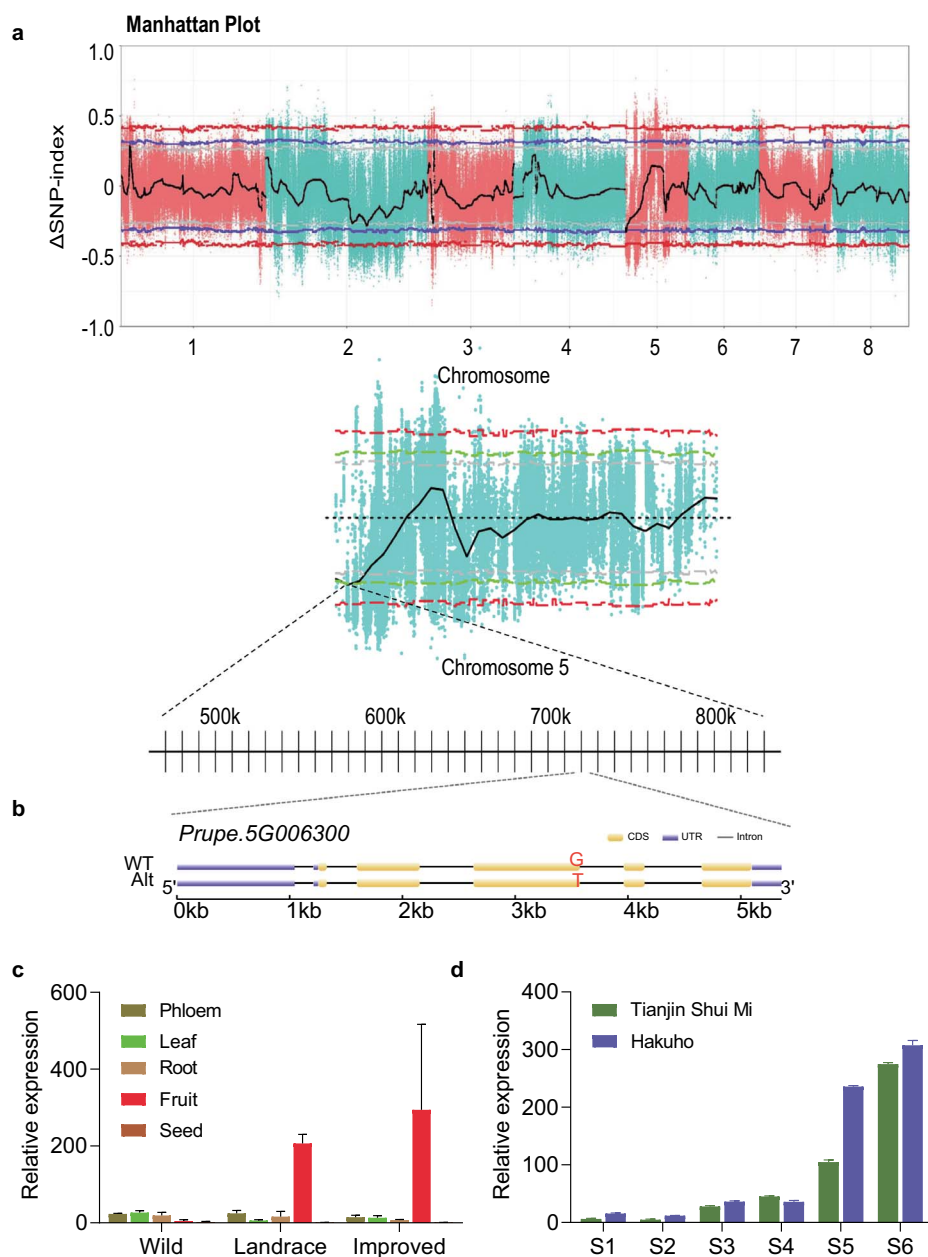 a
Manhattan Plot
1.0
0.5
0
-0.5
-1.0
ΔSNP-index
1 2 3 4 5 6 7 8
Chromosome
Chromosome 5
500k 600k 700k 800k
b
Prupe.5G006300
CDS UTR Intron
WT
G
Alt
T
5' 3'
0kb 1kb 2kb 3kb 4kb 5kb
c
600
400
200
0
Relative expression
Phloem
Leaf
Root
Fruit
Seed
Wild Landrace Improved
d
400
300
200
100
0
Relative expression
Tianjin Shui Mi
Hakuho
S1 S2 S3 S4 S5 S6